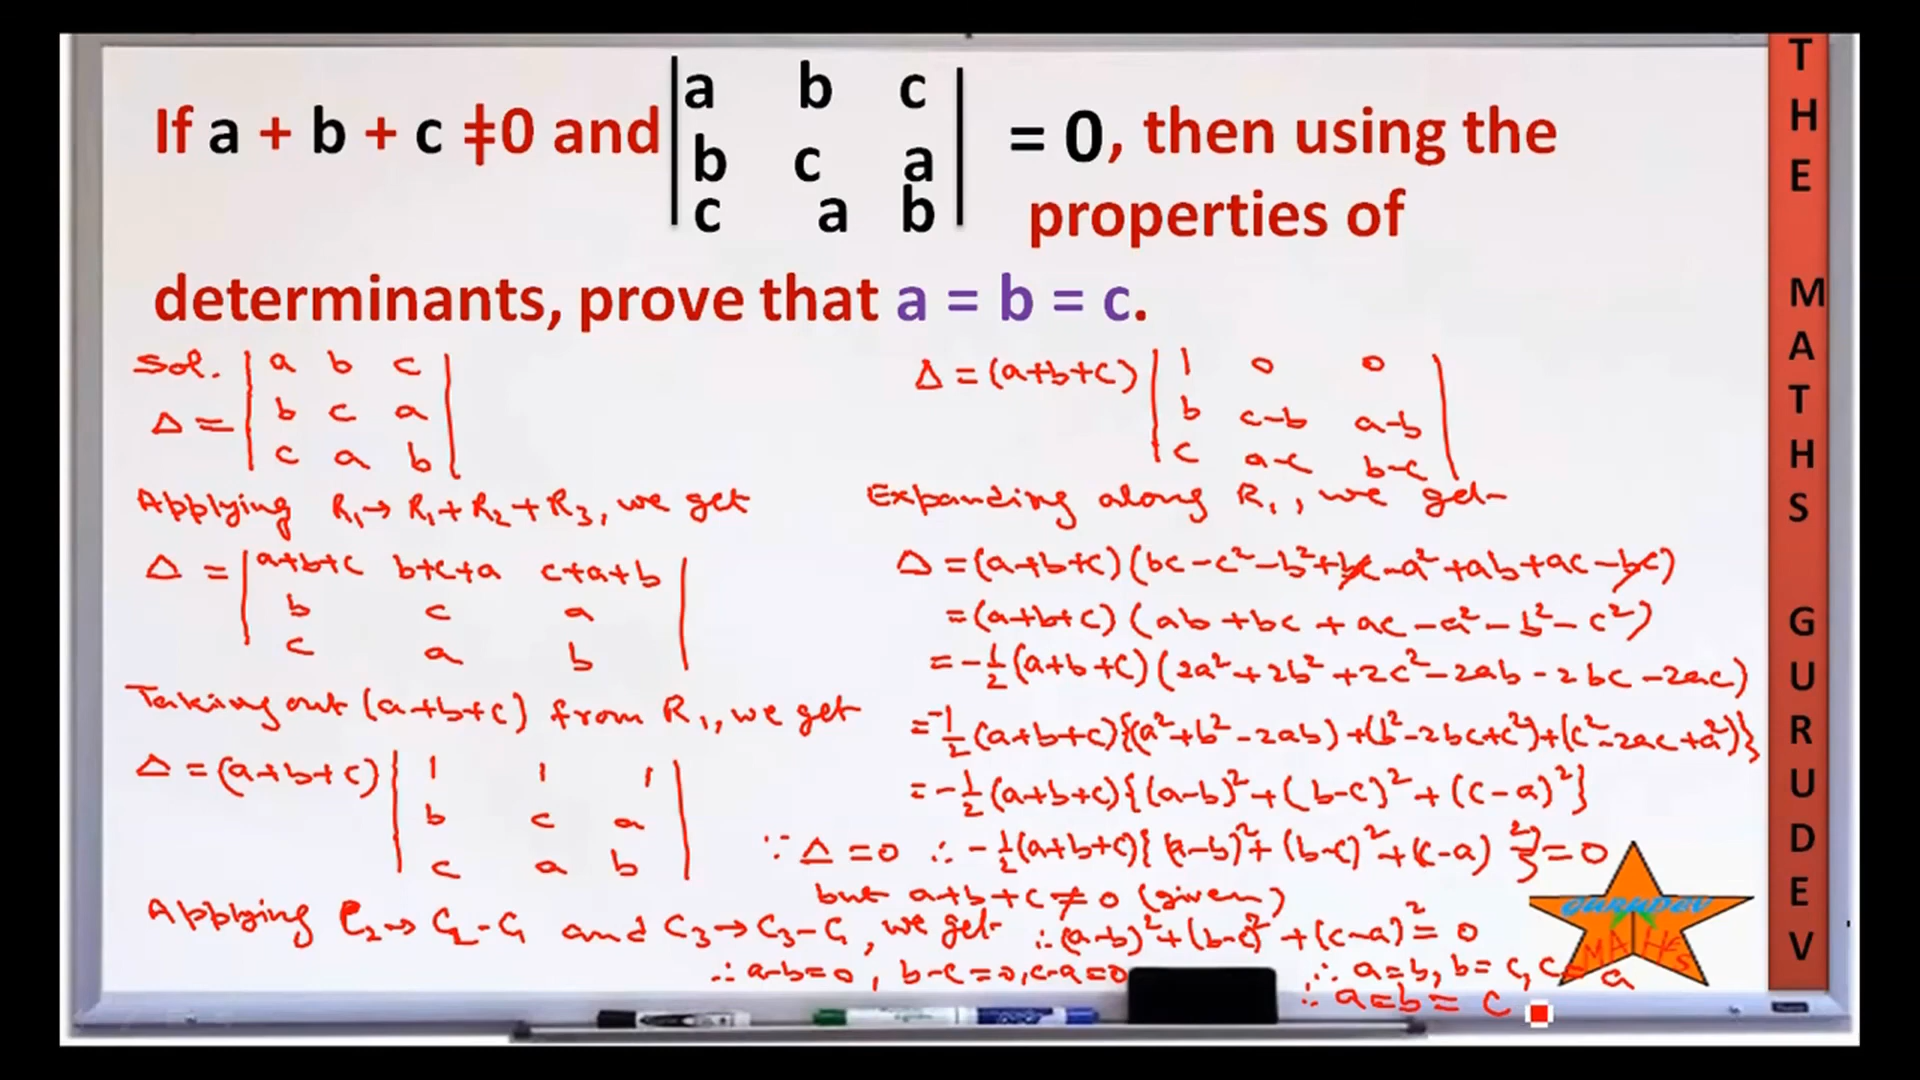 If a + b + c ≠0 and |a b c| = 0, then using the
|b c a|
|c a b| properties of
determinants, prove that a = b = c.
Sol. | a b c |
Δ = | b c a |
| c a b |
Applying R₁→ R₁+R₂+R₃, we get
Δ = | a+b+c b+c+a c+a+b |
| b c a |
| c a b |
Taking out (a+b+c) from R₁, we get
Δ = (a+b+c) | 1 1 1 |
| b c a |
| c a b |
Applying C₂→ C₂-C₁ and C₃→C₃-C₁, we get
Δ = (a+b+c) | 1 0 0 |
| b c-b a-b |
| c a-c b-c |
Expanding along R₁, we get
Δ = (a+b+c) (bc-c²-b²+bc-a²+ab+ac-bc)
= (a+b+c) (ab+bc+ac-a²-b²-c²)
= -½ (a+b+c) (2a²+2b²+2c²-2ab-2bc-2ac)
= -½ (a+b+c){(a²+b²-2ab)+(b²-2bc+c²)+(c²-2ac+a²)}
= -½ (a+b+c){(a-b)²+(b-c)²+(c-a)²}
∵ Δ = 0 ∴ -½(a+b+c){(a-b)²+(b-c)²+(c-a)²}=0
but a+b+c ≠ 0 (given)
∴ (a-b)²+(b-c)²+(c-a)² = 0
∴ a-b=0, b-c=0, c-a=0
∴ a=b, b=c, c=a
∴ a=b=c
THE MATHS GURUDEV
GURUDEV
MATHS